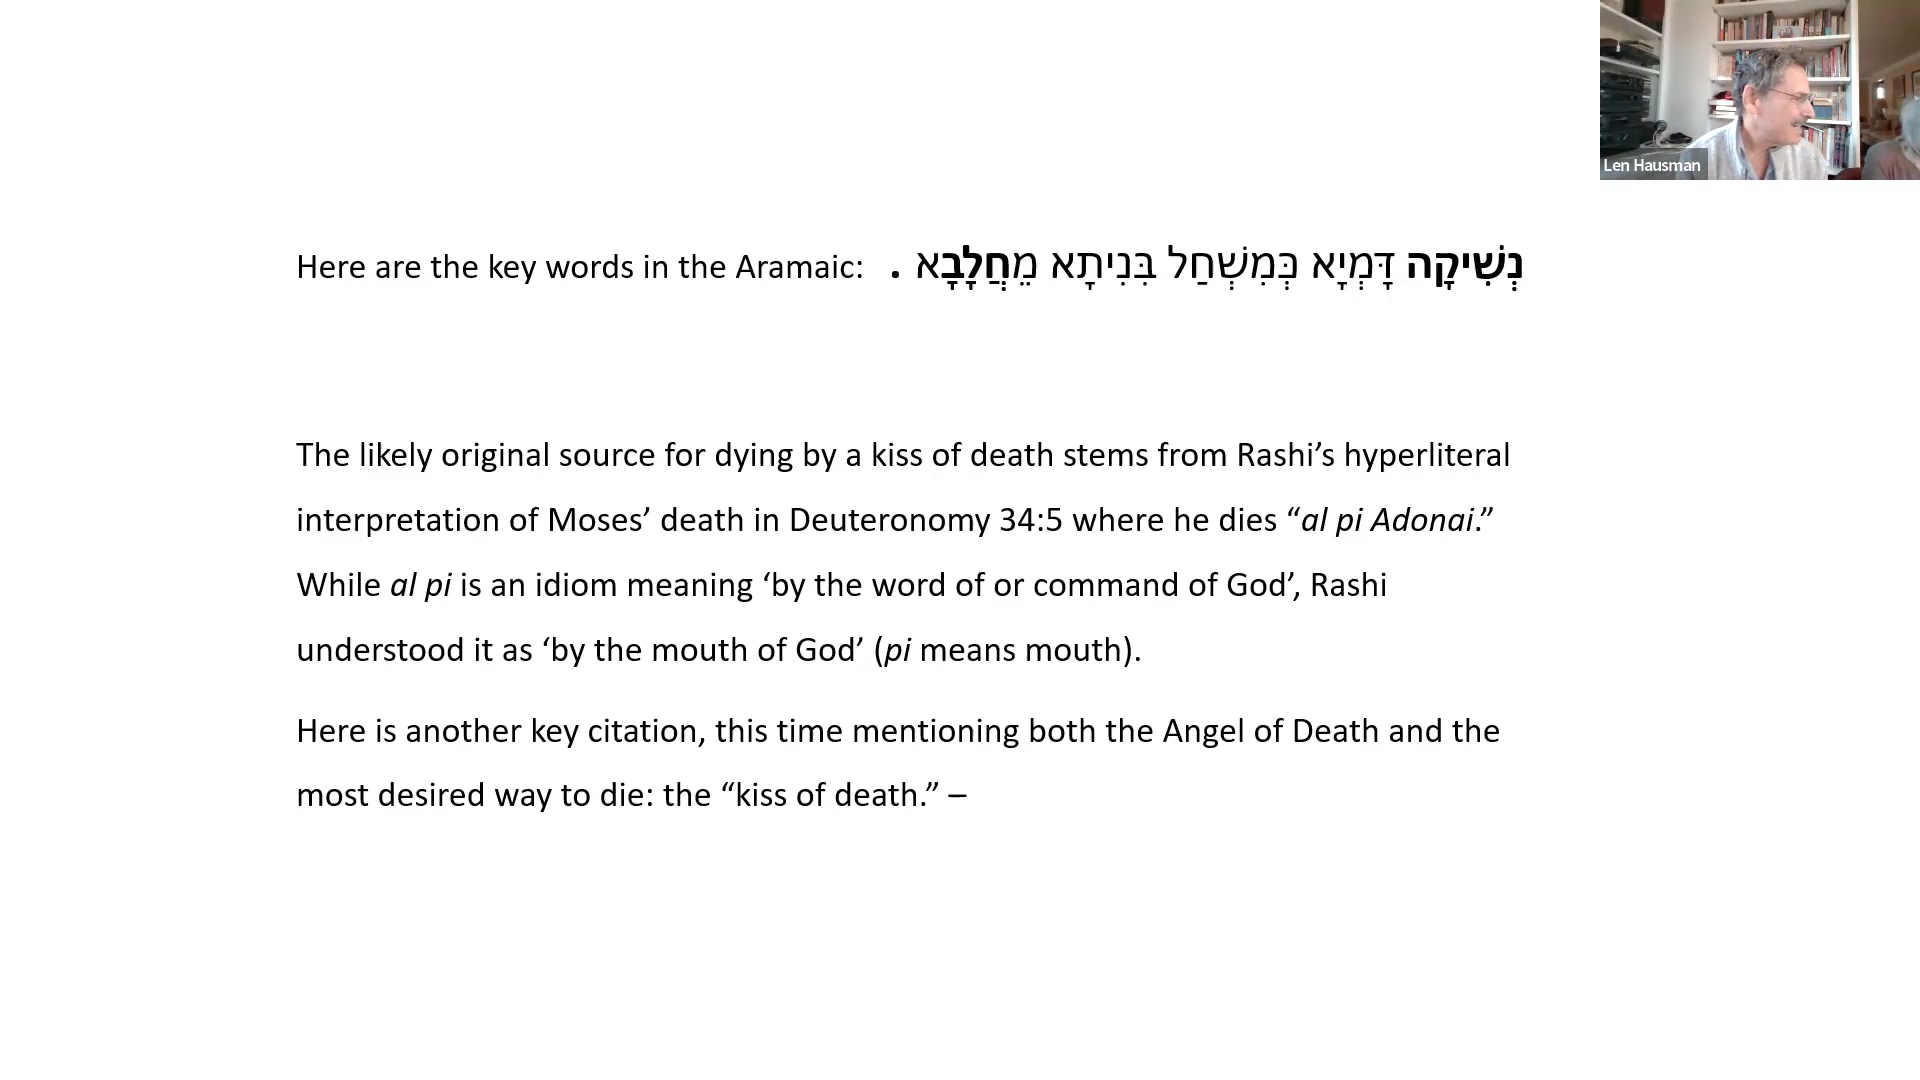 Len Hausman
Here are the key words in the Aramaic: נְשִׁיקָה דָּמְיָא כְּמִשְׁחַל בִּנִיתָא מֵחֲלָבָא .
The likely original source for dying by a kiss of death stems from Rashi’s hyperliteral
interpretation of Moses’ death in Deuteronomy 34:5 where he dies “al pi Adonai.”
While al pi is an idiom meaning ‘by the word of or command of God’, Rashi
understood it as ‘by the mouth of God’ (pi means mouth).
Here is another key citation, this time mentioning both the Angel of Death and the
most desired way to die: the “kiss of death.” –